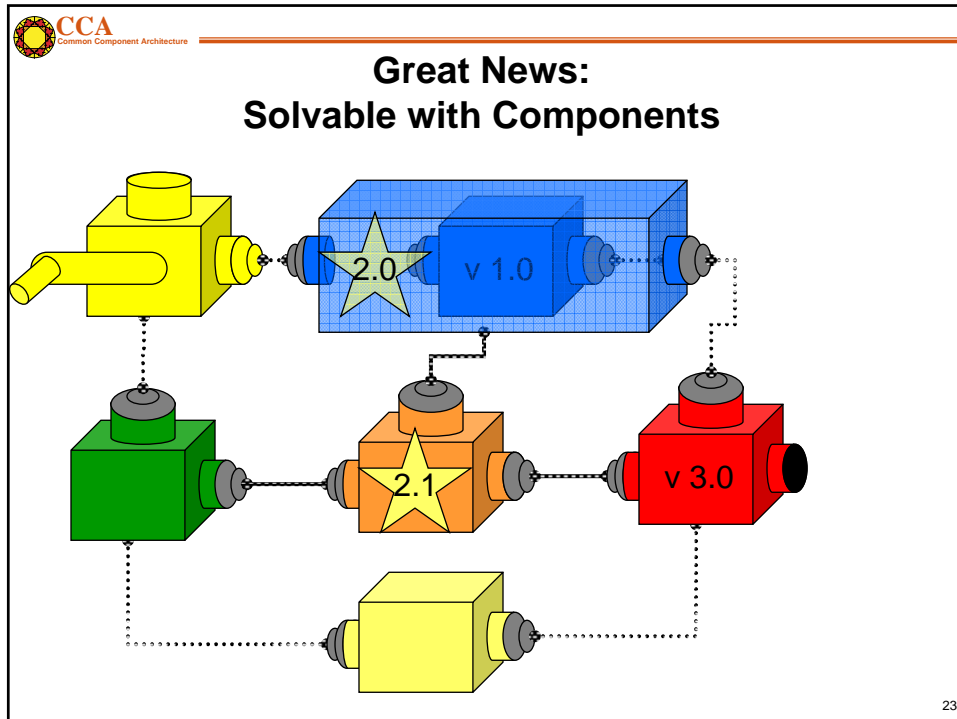 CCA
Common Component Architecture
Great News:
Solvable with Components
2.0
v 1.0
2.1
v 3.0
23